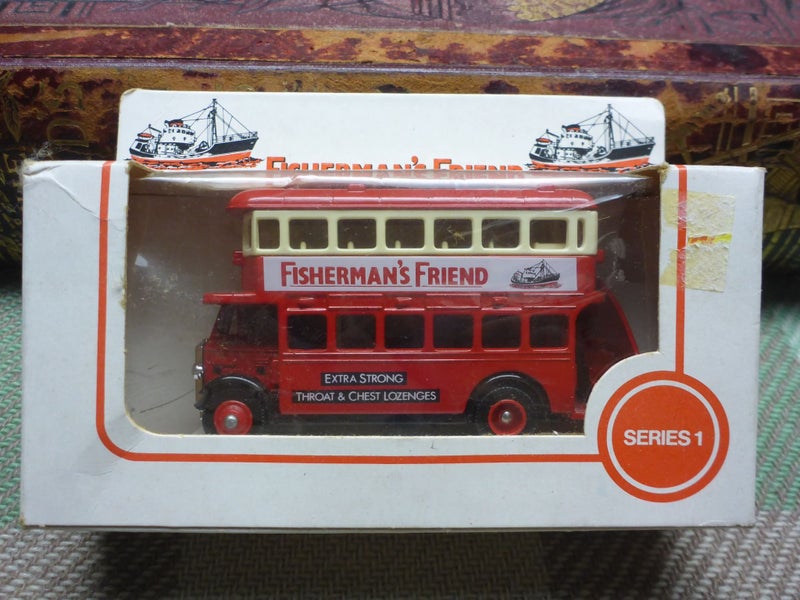 FISHERMAN'S FRIEND
FISHERMAN'S FRIEND
EXTRA STRONG
THROAT & CHEST LOZENGES
SERIES 1